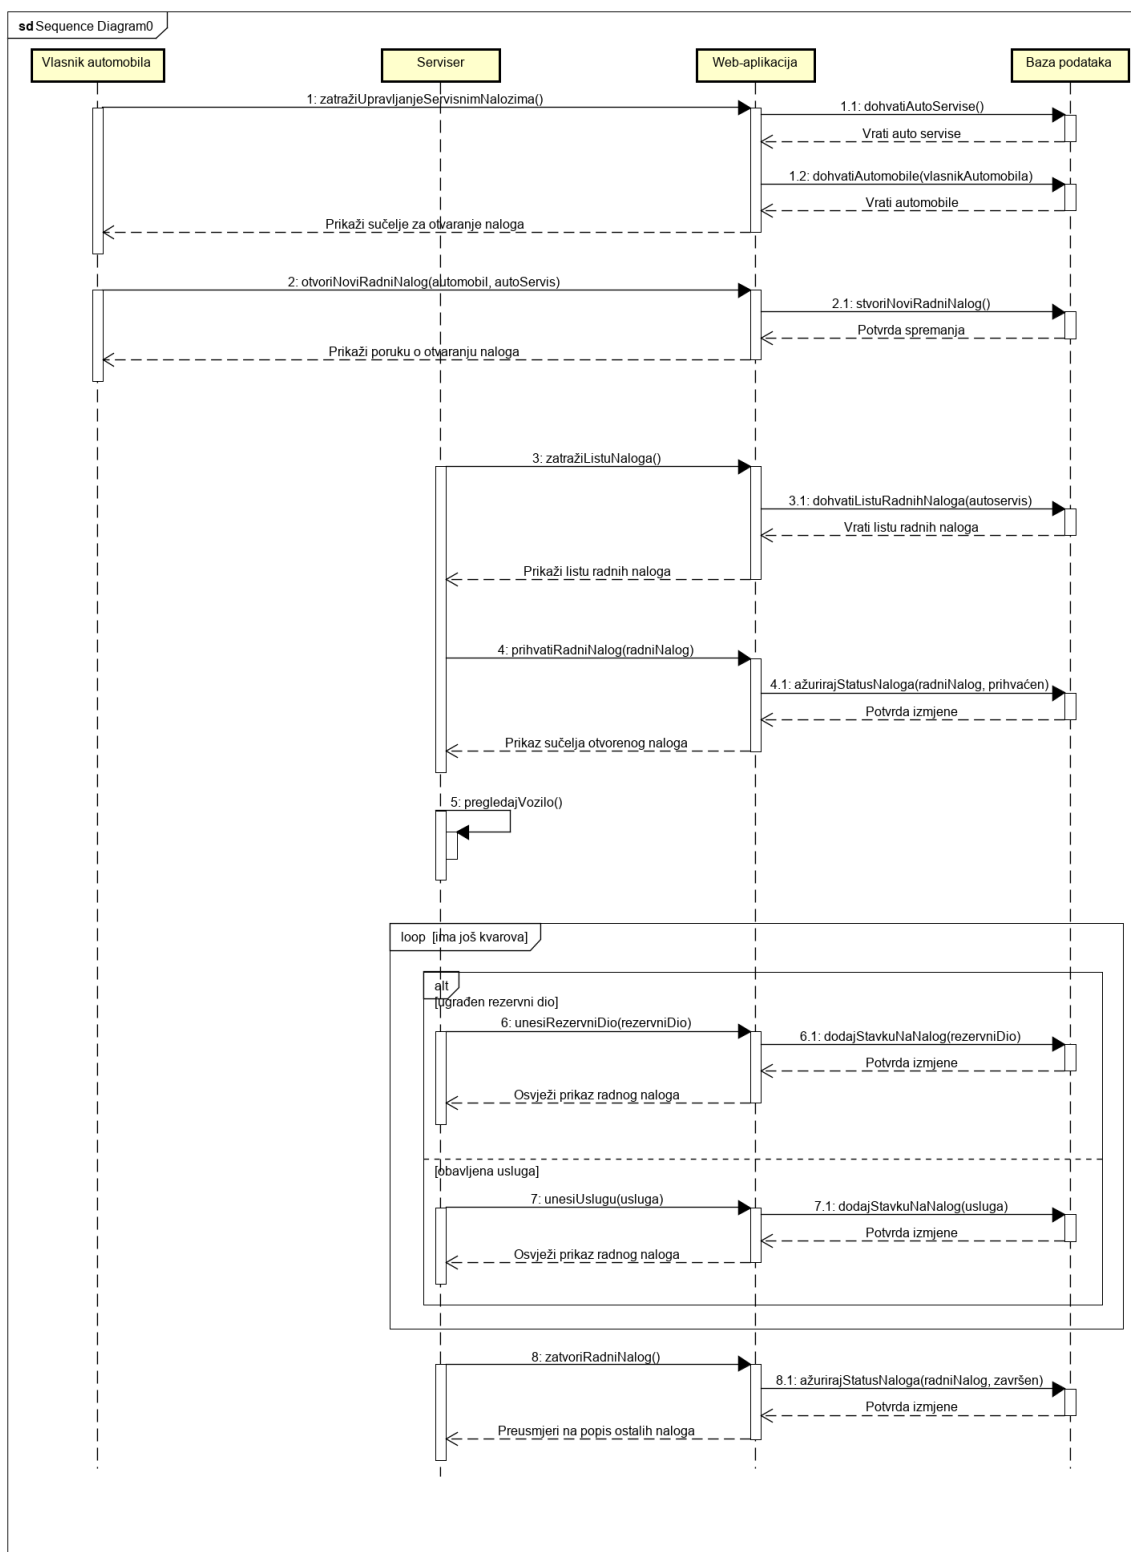 sd Sequence Diagram0
Vlasnik automobila
Serviser
Web-aplikacija
Baza podataka
1: zatražiUpravljanjeServisnimNalozima()
1.1: dohvatiAutoServise()
Vrati auto servise
1.2: dohvatiAutomobile(vlasnikAutomobila)
Vrati automobile
Prikaži sučelje za otvaranje naloga
2: otvoriNoviRadniNalog(automobil, autoServis)
2.1: stvoriNoviRadniNalog()
Potvrda spremanja
Prikaži poruku o otvaranju naloga
3: zatražiListuNaloga()
3.1: dohvatiListuRadnihNaloga(autoservis)
Vrati listu radnih naloga
Prikaži listu radnih naloga
4: prihvatiRadniNalog(radniNalog)
4.1: ažurirajStatusNaloga(radniNalog, prihvaćen)
Potvrda izmjene
Prikaz sučelja otvorenog naloga
5: pregledajVozilo()
loop [ima još kvarova]
alt
[ugrađen rezervni dio]
6: unesiRezervniDio(rezervniDio)
6.1: dodajStavkuNaNalog(rezervniDio)
Potvrda izmjene
Osvježi prikaz radnog naloga
[obavljena usluga]
7: unesiUslugu(usluga)
7.1: dodajStavkuNaNalog(usluga)
Potvrda izmjene
Osvježi prikaz radnog naloga
8: zatvoriRadniNalog()
8.1: ažurirajStatusNaloga(radniNalog, završen)
Potvrda izmjene
Preusmjeri na popis ostalih naloga